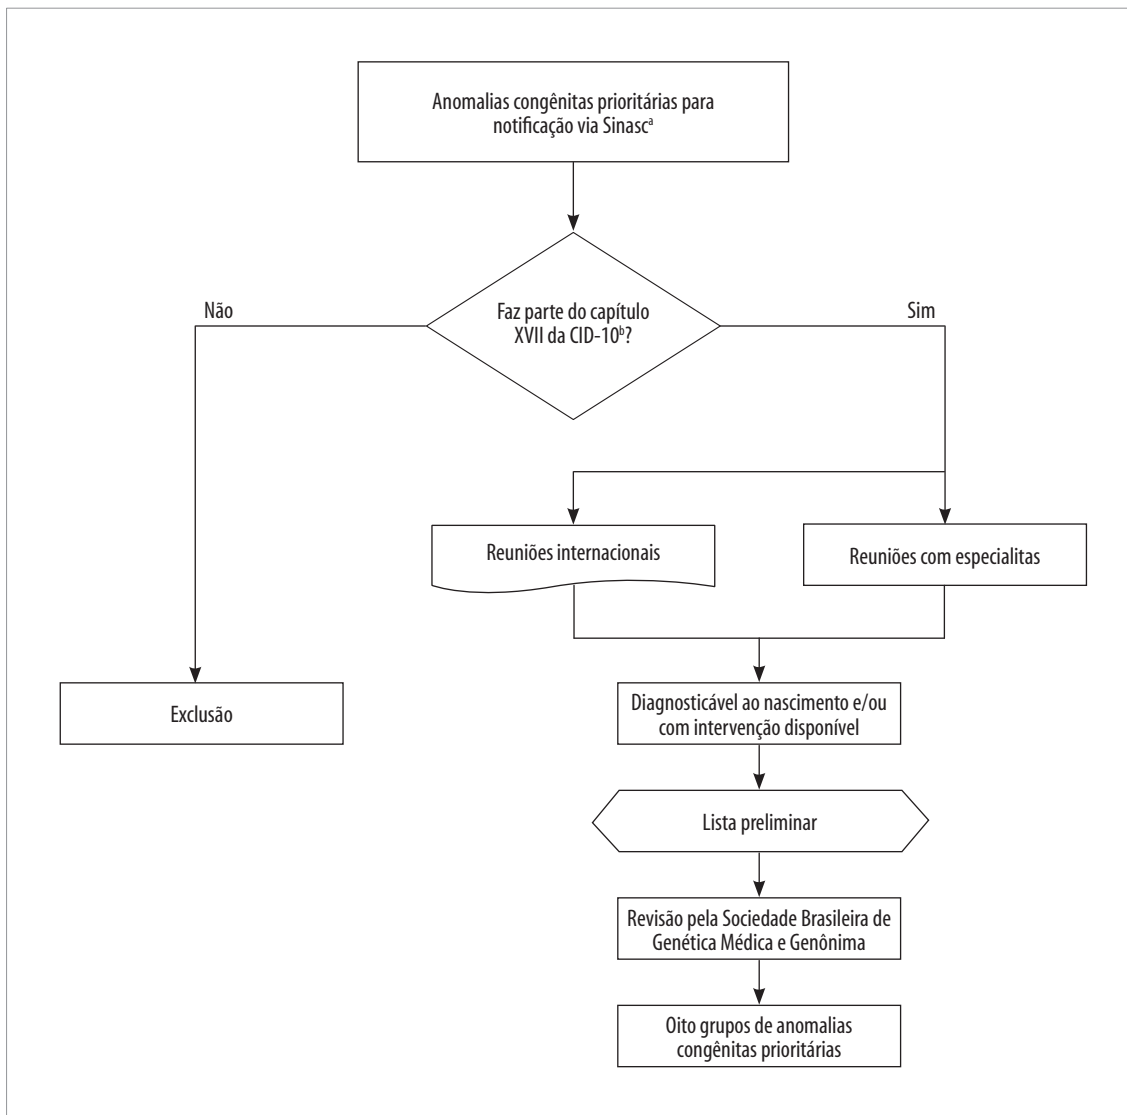 Anomalias congênitas prioritárias para
notificação via Sinascª
Não
Faz parte do capítulo
XVII da CID-10ᵇ?
Sim
Reuniões internacionais
Reuniões com especialitas
Exclusão
Diagnosticável ao nascimento e/ou
com intervenção disponível
Lista preliminar
Revisão pela Sociedade Brasileira de
Genética Médica e Genônima
Oito grupos de anomalias
congênitas prioritárias